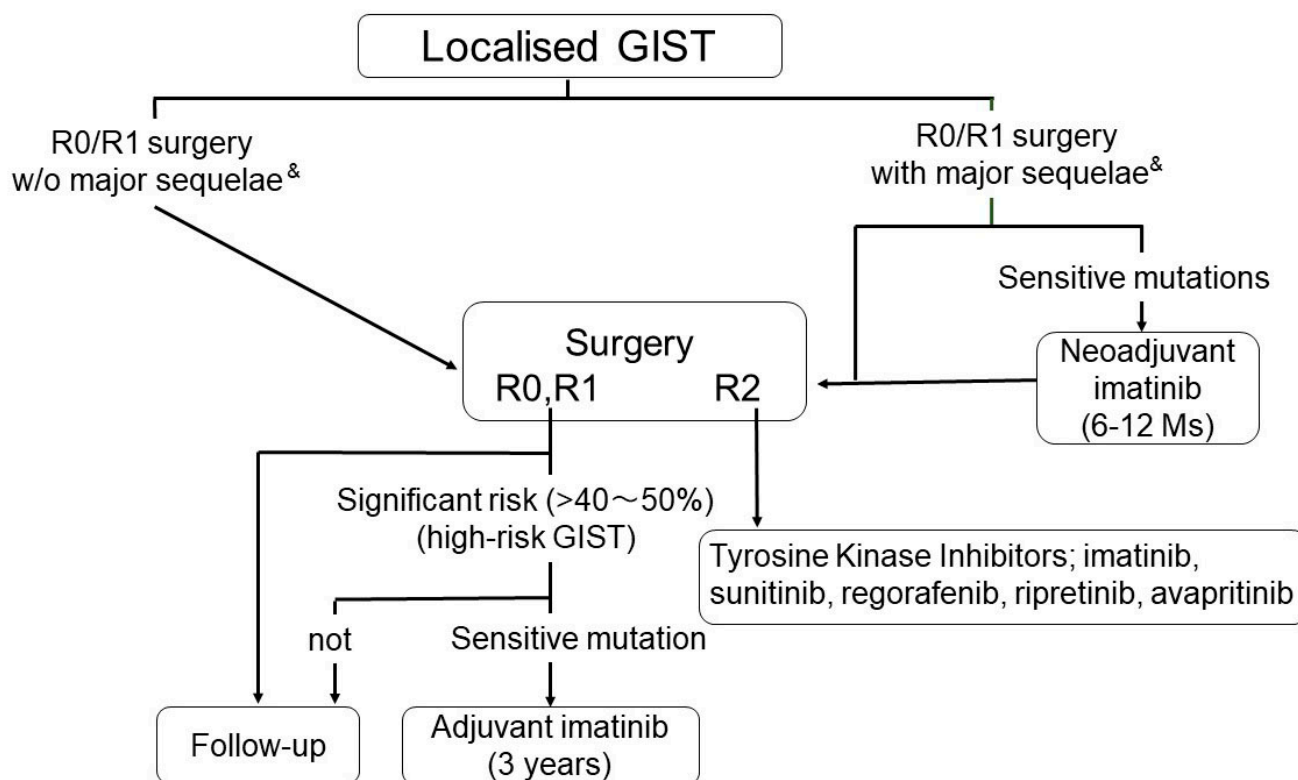 Localised GIST
R0/R1 surgery
w/o major sequelae&
R0/R1 surgery
with major sequelae&
Sensitive mutations
Neoadjuvant
imatinib
(6-12 Ms)
Surgery
R0,R1 R2
Significant risk (>40～50%)
(high-risk GIST)
Tyrosine Kinase Inhibitors; imatinib,
sunitinib, regorafenib, ripretinib, avapritinib
not Sensitive mutation
Follow-up
Adjuvant imatinib
(3 years)